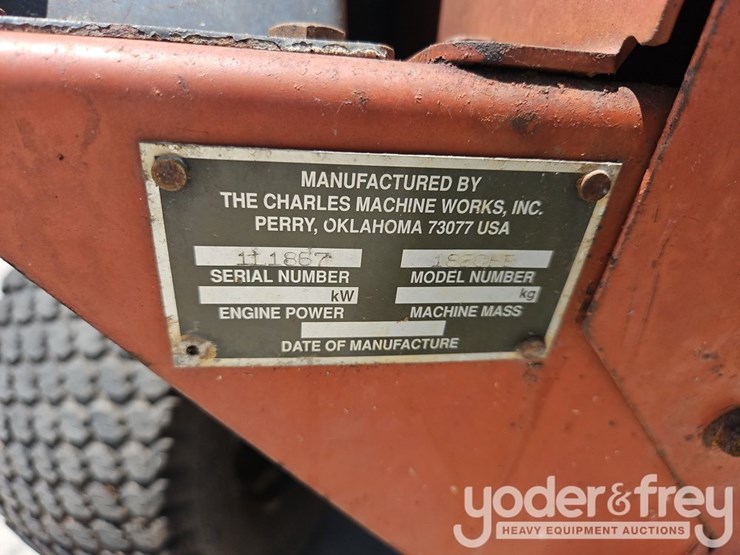 MANUFACTURED BY
THE CHARLES MACHINE WORKS, INC.
PERRY, OKLAHOMA 73077 USA
1L1867
SERIAL NUMBER
MODEL NUMBER
kW
kg
ENGINE POWER
MACHINE MASS
DATE OF MANUFACTURE
yoder&frey
HEAVY EQUIPMENT AUCTIONS